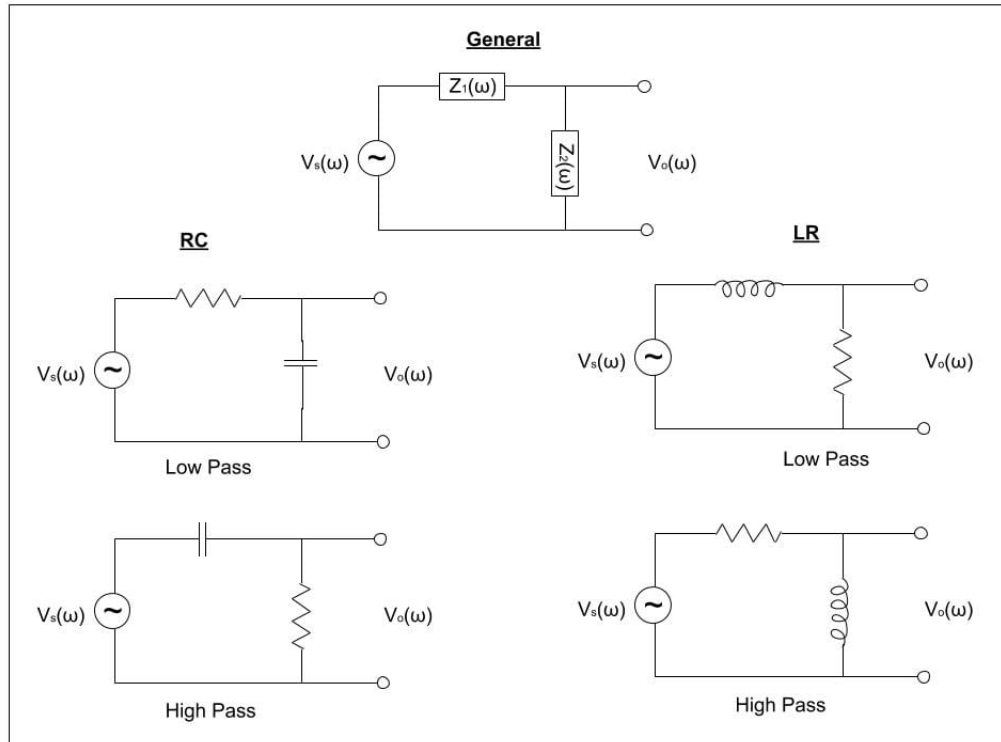 General
Z₁(ω)
Vₛ(ω)
~
Z₂(ω)
Vₒ(ω)
RC
LR
Vₛ(ω)
~
Vₒ(ω)
Low Pass
Vₛ(ω)
~
Vₒ(ω)
Low Pass
Vₛ(ω)
~
Vₒ(ω)
High Pass
Vₛ(ω)
~
Vₒ(ω)
High Pass